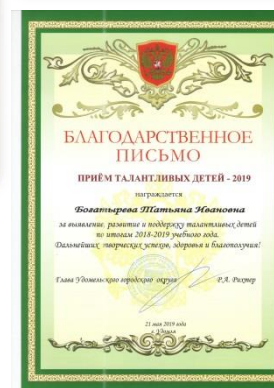 БЛАГОДАРСТВЕННОЕ
ПИСЬМО
ПРИЁМ ТАЛАНТЛИВЫХ ДЕТЕЙ - 2019
награждается
Богатырева Татьяна Ивановна
за выявление, развитие и поддержку талантливых детей
по итогам 2018-2019 учебного года.
Дальнейших творческих успехов, здоровья и благополучия!
Глава Удомельского городского округа Р.А. Рихтер
21 мая 2019 года
г. Удомля